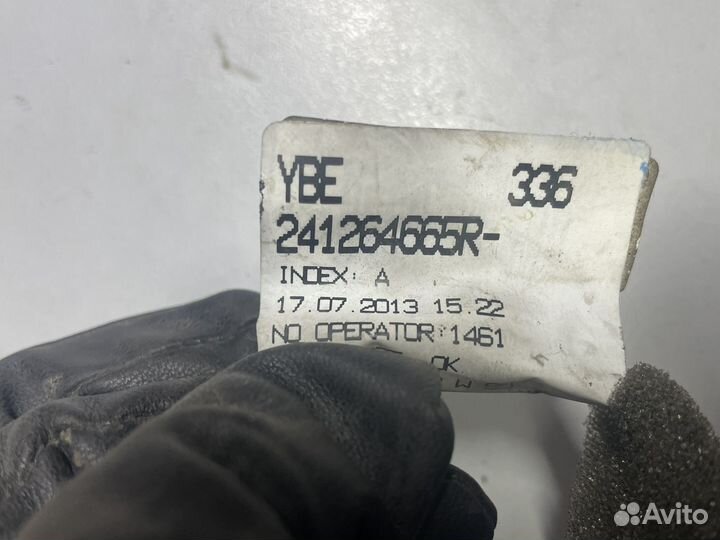 YBE 336
241264665R-
INDEX: A
17.07.2013 15.22
NO OPERATOR:1461
OK
Avito